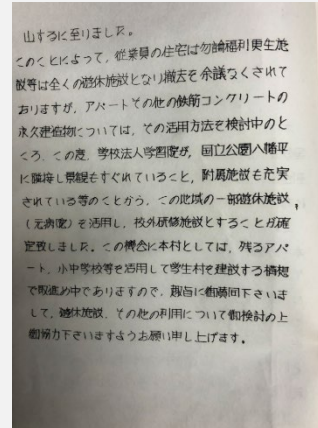 山するに至りました。
このことによって、従業員の住宅は勿論福利厚生施
設等は全くの遊休施設となり撤去を余儀なくされて
おりますが、アパートその他の鉄筋コンクリートの
永久建造物については、その活用方法を検討中のと
ころ、この度、学校法人学習院が、国立公園八幡平
に隣接し景観もすぐれていること、附属施設も充実
されている等のことから、この地域の一部遊休施設、
(元病院)を活用し、校外研修施設とすることが確
定致しました。この機会に本村としては、残るアパ
ート、小中学校等を活用して学生村を建設する構想
で取進め中でありますので、趣旨に御賛同下さいま
して、遊休施設、その他の利用について御検討の上
御努力下さいますようお願い申し上げます。